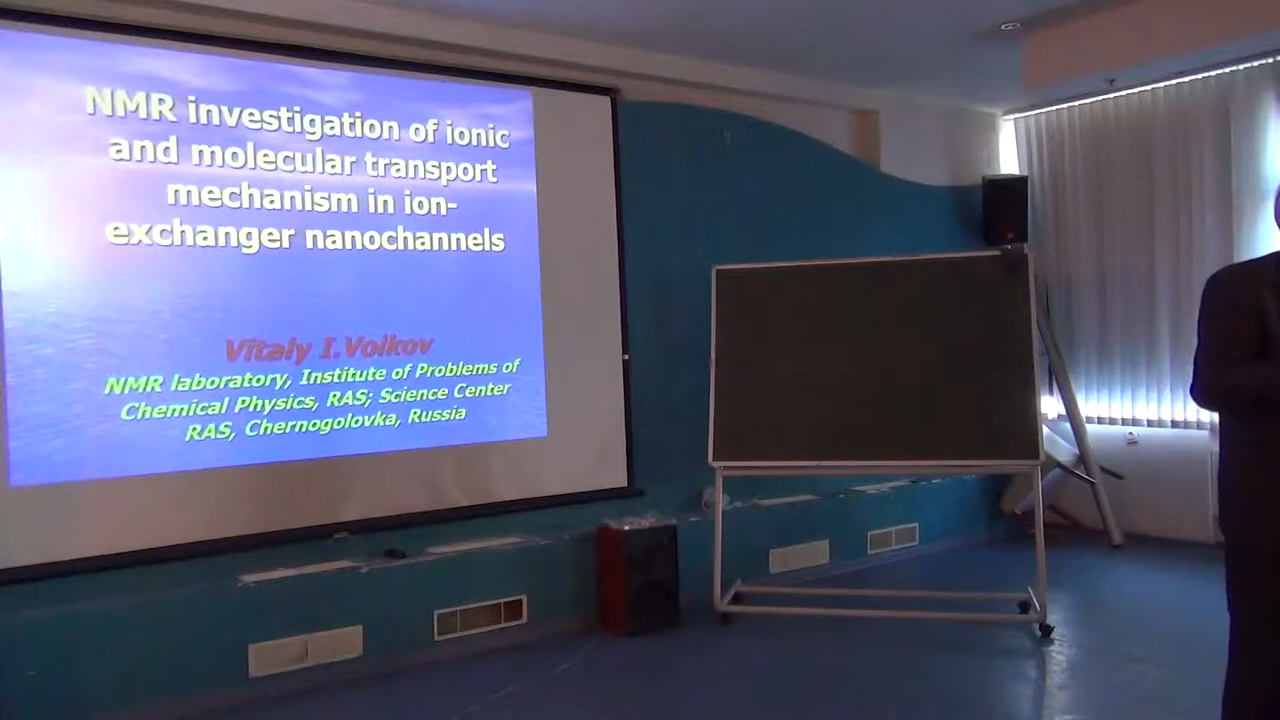 NMR investigation of ionic
and molecular transport
mechanism in ion-
exchanger nanochannels
Vitaly I.Volkov
NMR laboratory, Institute of Problems of
Chemical Physics, RAS; Science Center
RAS, Chernogolovka, Russia